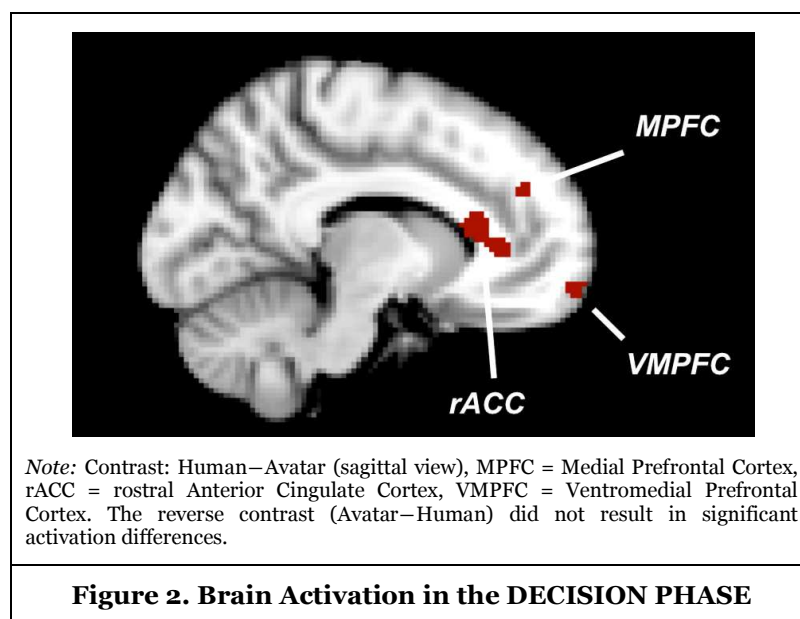 MPFC
VMPFC
rACC
Note: Contrast: Human—Avatar (sagittal view), MPFC = Medial Prefrontal Cortex,
rACC = rostral Anterior Cingulate Cortex, VMPFC = Ventromedial Prefrontal
Cortex. The reverse contrast (Avatar—Human) did not result in significant
activation differences.
Figure 2. Brain Activation in the DECISION PHASE